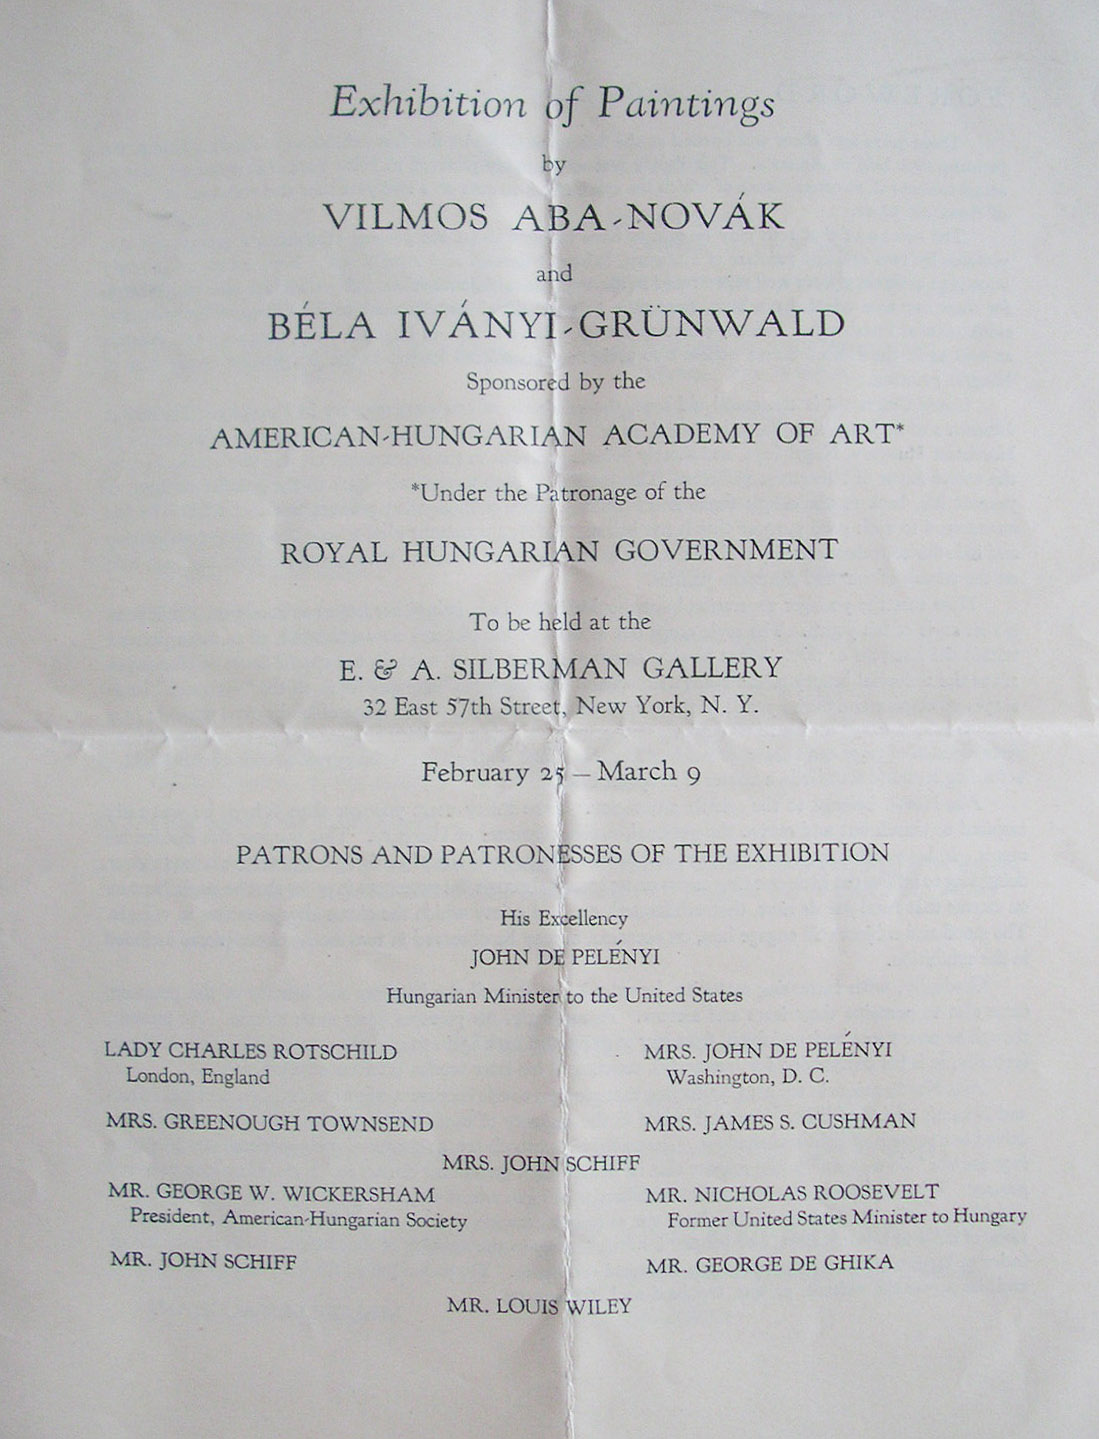 Exhibition of Paintings
by
VILMOS ABA-NOVÁK
and
BÉLA IVÁNYI-GRÜNWALD
Sponsored by the
AMERICAN-HUNGARIAN ACADEMY OF ART*
*Under the Patronage of the
ROYAL HUNGARIAN GOVERNMENT
To be held at the
E. & A. SILBERMAN GALLERY
32 East 57th Street, New York, N. Y.
February 25 – March 9
PATRONS AND PATRONESSES OF THE EXHIBITION
His Excellency
JOHN DE PELÉNYI
Hungarian Minister to the United States
LADY CHARLES ROTSCHILD
London, England
MRS. JOHN DE PELÉNYI
Washington, D. C.
MRS. GREENOUGH TOWNSEND
MRS. JAMES S. CUSHMAN
MRS. JOHN SCHIFF
MR. GEORGE W. WICKERSHAM
President, American-Hungarian Society
MR. NICHOLAS ROOSEVELT
Former United States Minister to Hungary
MR. JOHN SCHIFF
MR. GEORGE DE GHIKA
MR. LOUIS WILEY